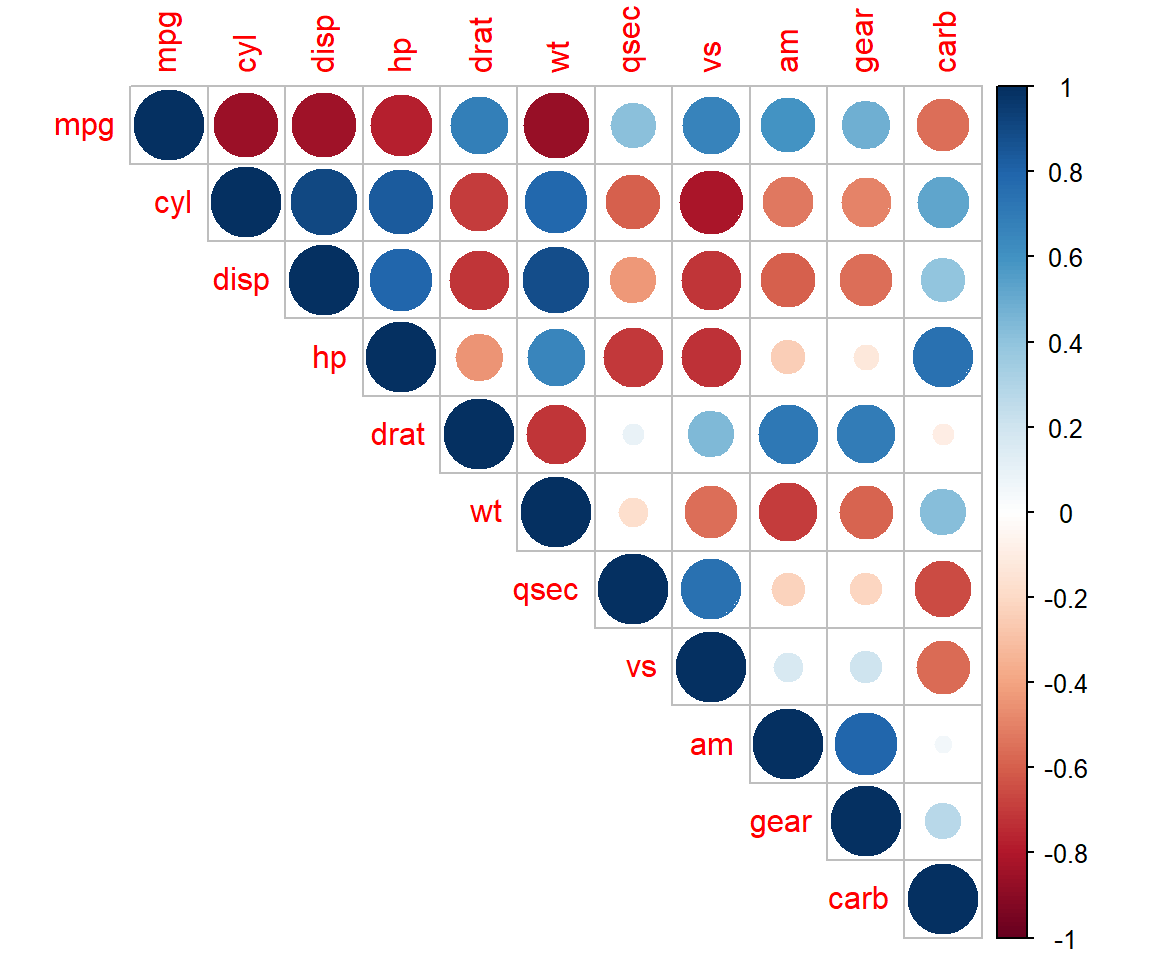 mpg cyl disp hp drat wt qsec vs am gear carb
mpg
cyl
disp
hp
drat
wt
qsec
vs
am
gear
carb
1
0.8
0.6
0.4
0.2
0
-0.2
-0.4
-0.6
-0.8
-1